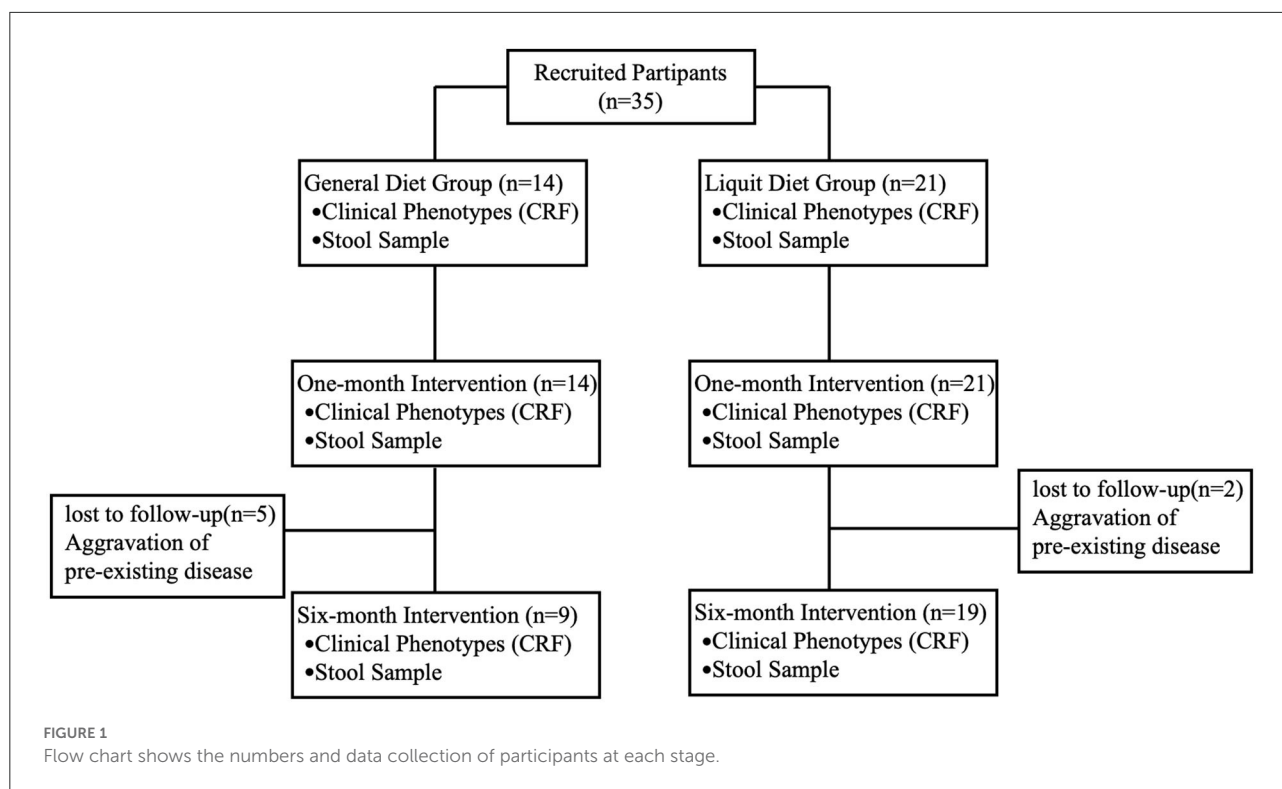 Recruited Partipants
(n=35)
General Diet Group (n=14)
•Clinical Phenotypes (CRF)
•Stool Sample
Liquit Diet Group (n=21)
•Clinical Phenotypes (CRF)
•Stool Sample
One-month Intervention (n=14)
•Clinical Phenotypes (CRF)
•Stool Sample
One-month Intervention (n=21)
•Clinical Phenotypes (CRF)
•Stool Sample
lost to follow-up(n=5)
Aggravation of
pre-existing disease
lost to follow-up(n=2)
Aggravation of
pre-existing disease
Six-month Intervention (n=9)
•Clinical Phenotypes (CRF)
•Stool Sample
Six-month Intervention (n=19)
•Clinical Phenotypes (CRF)
•Stool Sample
FIGURE 1
Flow chart shows the numbers and data collection of participants at each stage.